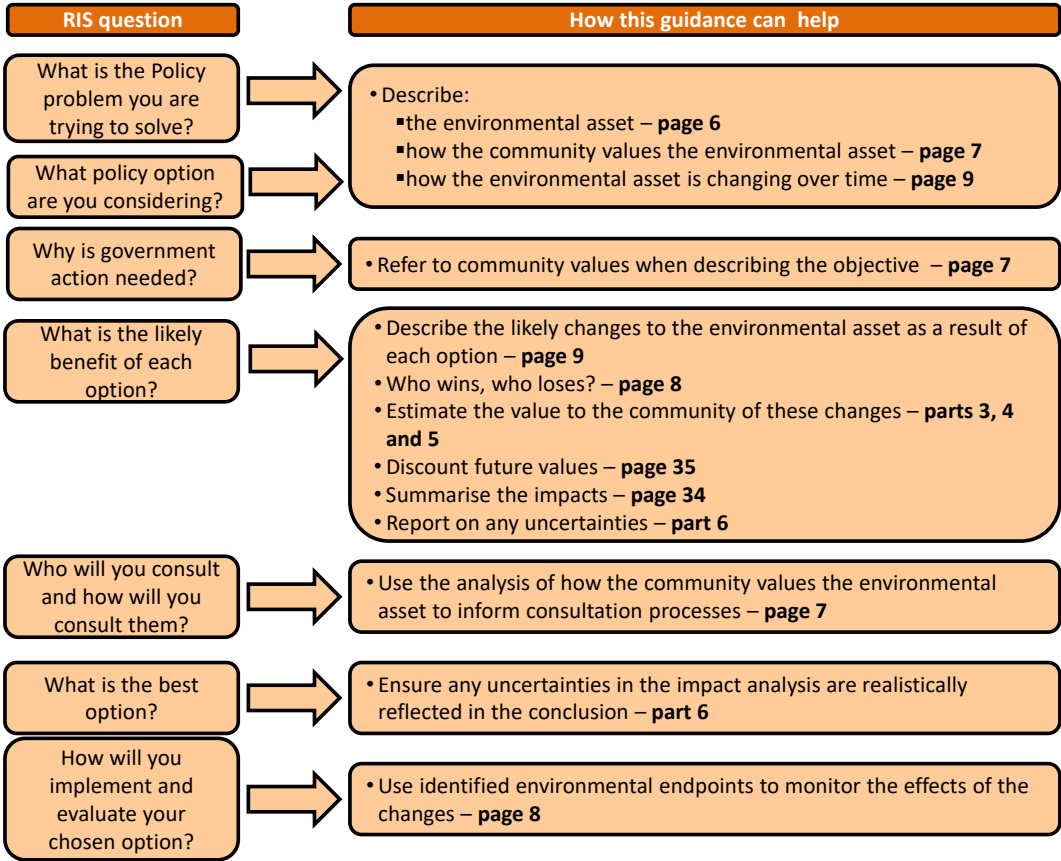 RIS question
How this guidance can help
What is the Policy
problem you are
trying to solve?
What policy option
are you considering?
• Describe:
▪the environmental asset – page 6
▪how the community values the environmental asset – page 7
▪how the environmental asset is changing over time – page 9
Why is government
action needed?
• Refer to community values when describing the objective – page 7
What is the likely
benefit of each
option?
• Describe the likely changes to the environmental asset as a result of
each option – page 9
• Who wins, who loses? – page 8
• Estimate the value to the community of these changes – parts 3, 4
and 5
• Discount future values – page 35
• Summarise the impacts – page 34
• Report on any uncertainties – part 6
Who will you consult
and how will you
consult them?
• Use the analysis of how the community values the environmental
asset to inform consultation processes – page 7
What is the best
option?
• Ensure any uncertainties in the impact analysis are realistically
reflected in the conclusion – part 6
How will you
implement and
evaluate your
chosen option?
• Use identified environmental endpoints to monitor the effects of the
changes – page 8